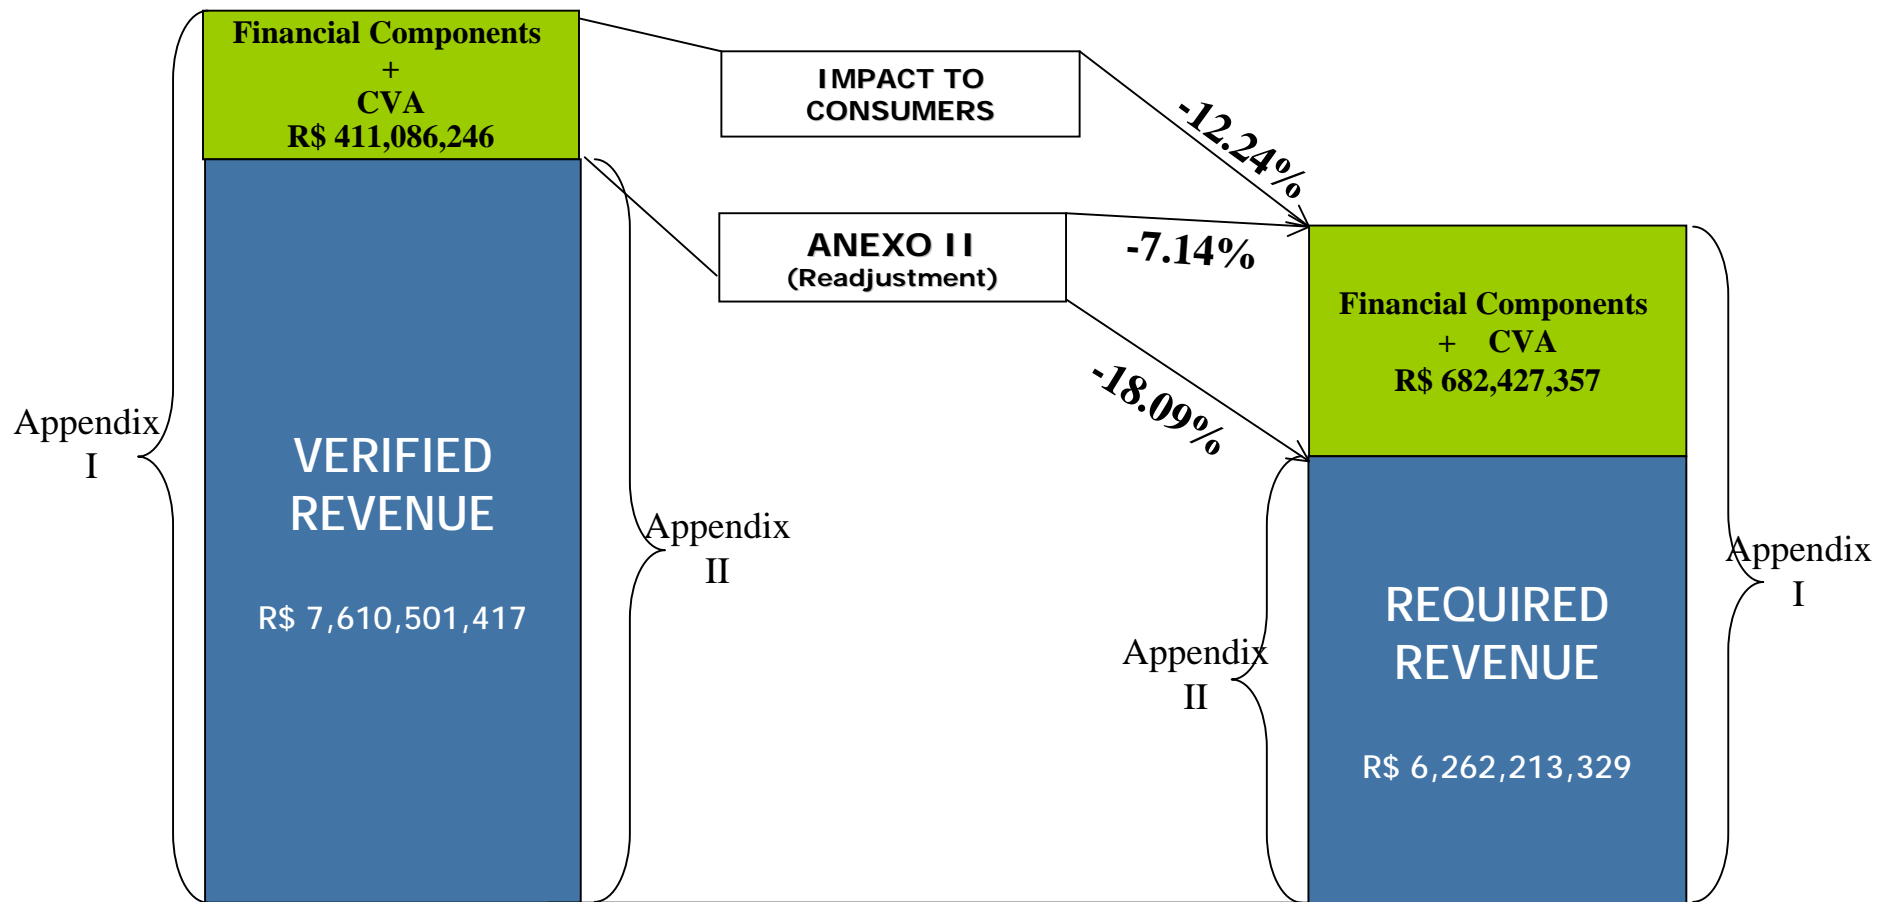 Financial Components
+
CVA
R$ 411,086,246
IMPACT TO
CONSUMERS
-12.24%
ANEXO II
(Readjustment)
-7.14%
-18.09%
Financial Components
+ CVA
R$ 682,427,357
Appendix
I
VERIFIED
REVENUE
R$ 7,610,501,417
Appendix
II
Appendix
II
REQUIRED
REVENUE
R$ 6,262,213,329
Appendix
I